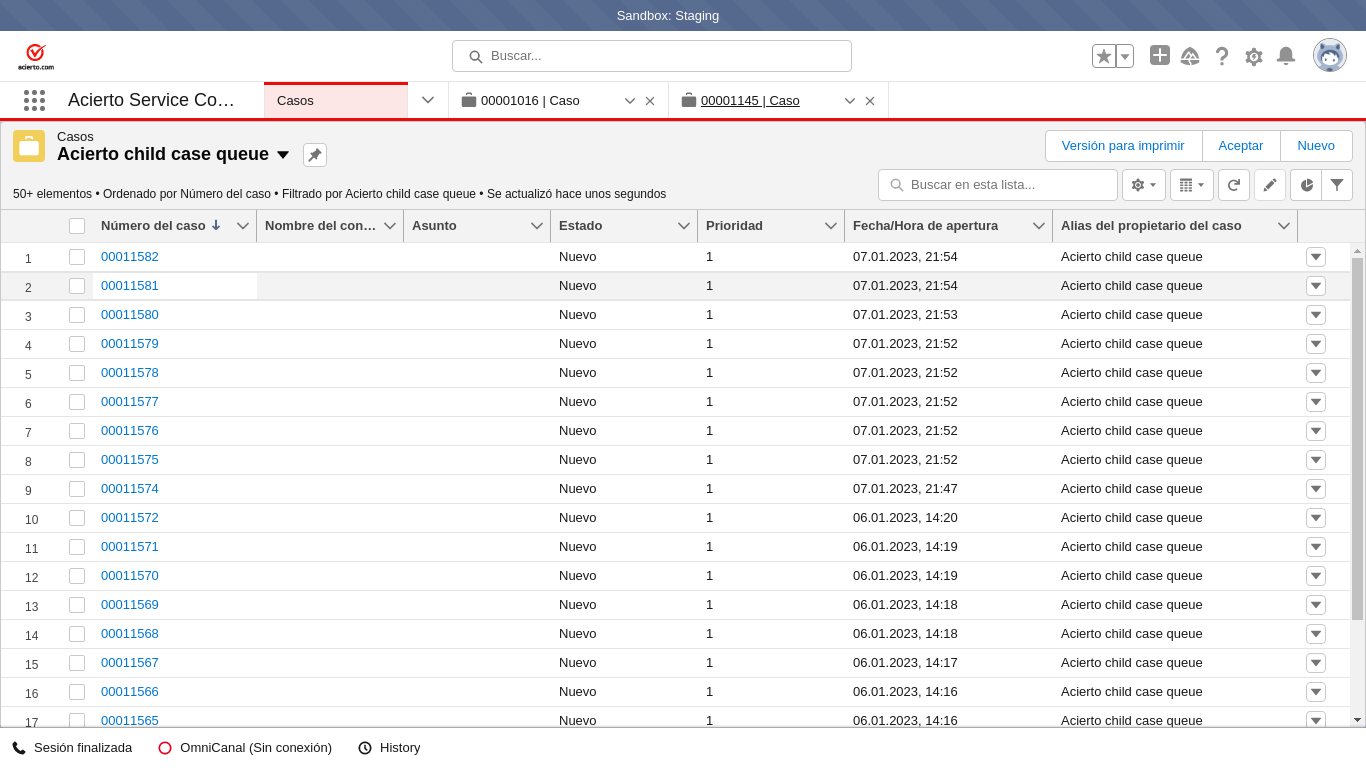 Sandbox: Staging
acierto.com
Buscar...
Acierto Service Co…
Casos
00001016 | Caso
00001145 | Caso
Casos
Acierto child case queue
Versión para imprimir
Aceptar
Nuevo
50+ elementos • Ordenado por Número del caso • Filtrado por Acierto child case queue • Se actualizó hace unos segundos
Buscar en esta lista...
Número del caso Nombre del con… Asunto Estado Prioridad Fecha/Hora de apertura Alias del propietario del caso
1 00011582 Nuevo 1 07.01.2023, 21:54 Acierto child case queue
2 00011581 Nuevo 1 07.01.2023, 21:54 Acierto child case queue
3 00011580 Nuevo 1 07.01.2023, 21:53 Acierto child case queue
4 00011579 Nuevo 1 07.01.2023, 21:52 Acierto child case queue
5 00011578 Nuevo 1 07.01.2023, 21:52 Acierto child case queue
6 00011577 Nuevo 1 07.01.2023, 21:52 Acierto child case queue
7 00011576 Nuevo 1 07.01.2023, 21:52 Acierto child case queue
8 00011575 Nuevo 1 07.01.2023, 21:52 Acierto child case queue
9 00011574 Nuevo 1 07.01.2023, 21:47 Acierto child case queue
10 00011572 Nuevo 1 06.01.2023, 14:20 Acierto child case queue
11 00011571 Nuevo 1 06.01.2023, 14:19 Acierto child case queue
12 00011570 Nuevo 1 06.01.2023, 14:19 Acierto child case queue
13 00011569 Nuevo 1 06.01.2023, 14:18 Acierto child case queue
14 00011568 Nuevo 1 06.01.2023, 14:18 Acierto child case queue
15 00011567 Nuevo 1 06.01.2023, 14:17 Acierto child case queue
16 00011566 Nuevo 1 06.01.2023, 14:16 Acierto child case queue
17 00011565 Nuevo 1 06.01.2023, 14:16 Acierto child case queue
Sesión finalizada
OmniCanal (Sin conexión)
History